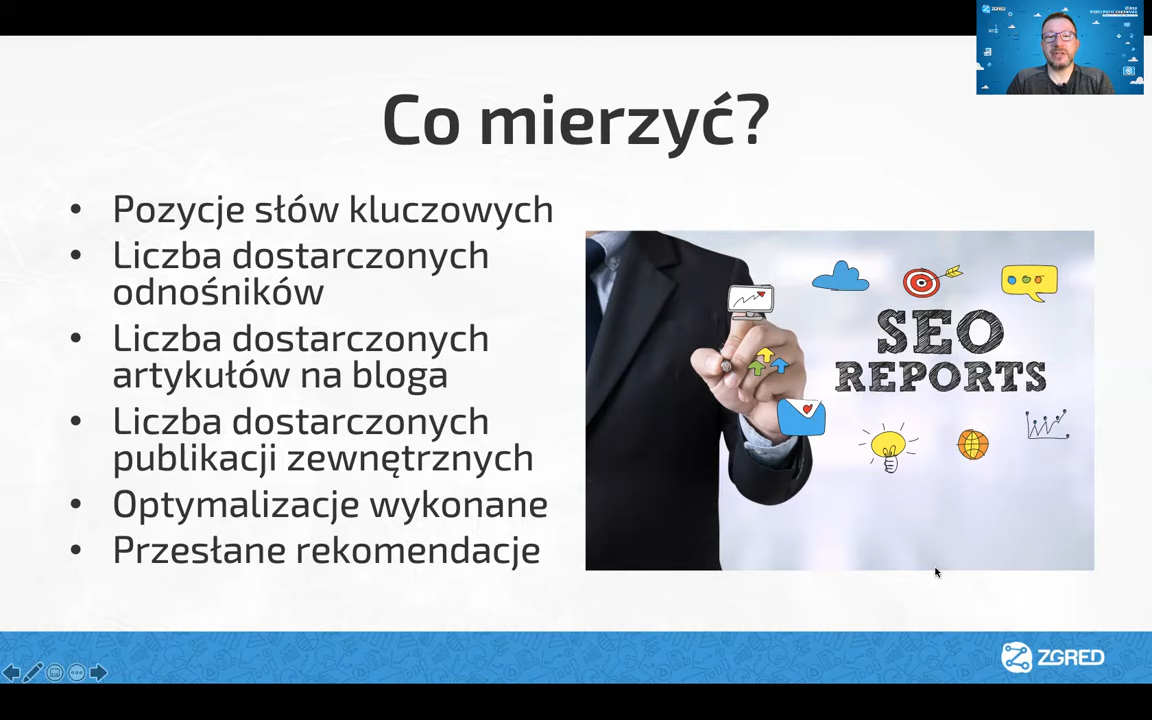 ZGRED
Co mierzyć?
• Pozycje słów kluczowych
• Liczba dostarczonych
odnośników
• Liczba dostarczonych
artykułów na bloga
• Liczba dostarczonych
publikacji zewnętrznych
• Optymalizacje wykonane
• Przesłane rekomendacje
SEO
REPORTS
ZGRED